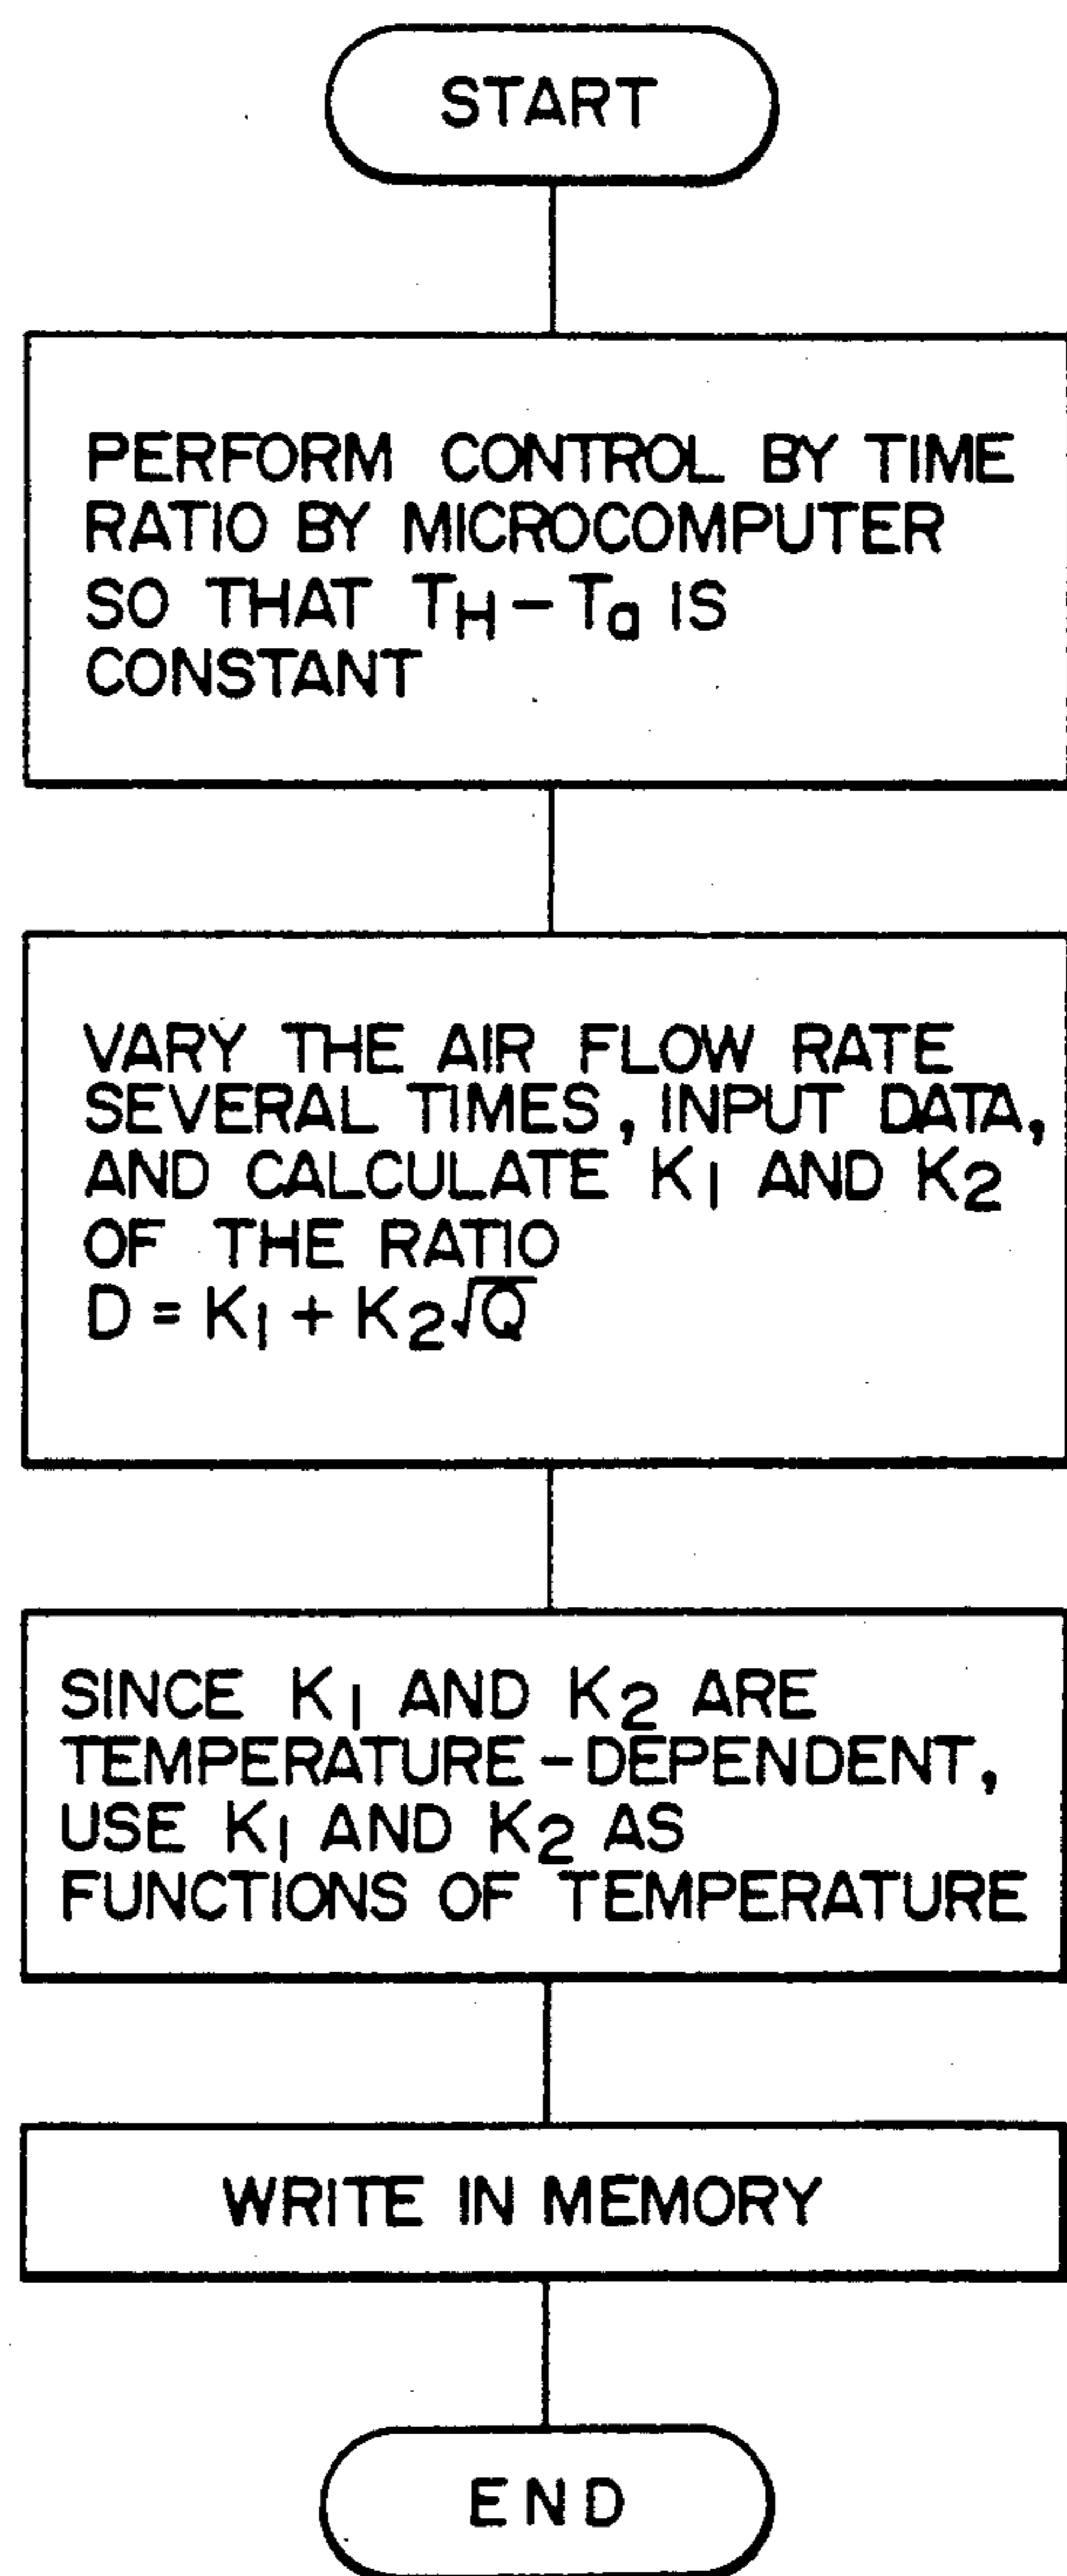 START
PERFORM CONTROL BY TIME
RATIO BY MICROCOMPUTER
SO THAT T_H - T_a IS
CONSTANT
VARY THE AIR FLOW RATE
SEVERAL TIMES, INPUT DATA,
AND CALCULATE K₁ AND K₂
OF THE RATIO
D = K₁ + K₂√Q
SINCE K₁ AND K₂ ARE
TEMPERATURE-DEPENDENT,
USE K₁ AND K₂ AS
FUNCTIONS OF TEMPERATURE
WRITE IN MEMORY
END